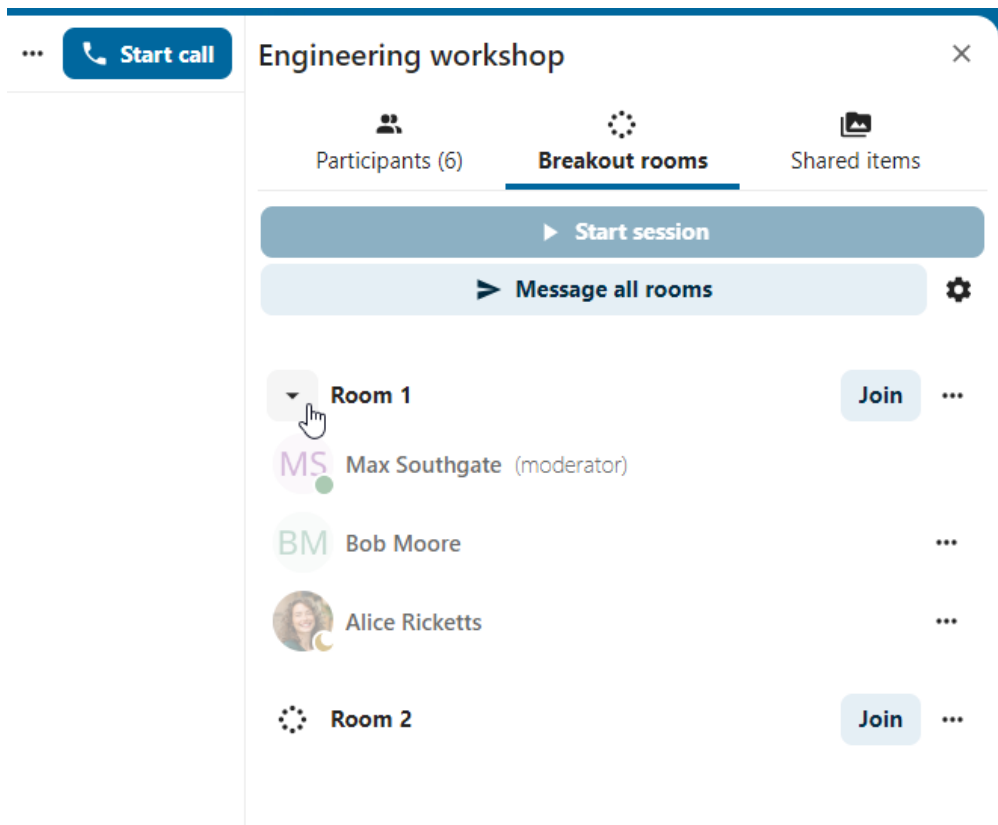 Start call
Engineering workshop
Participants (6)
Breakout rooms
Shared items
Start session
Message all rooms
Room 1
Join
MS
Max Southgate (moderator)
BM
Bob Moore
Alice Ricketts
Room 2
Join